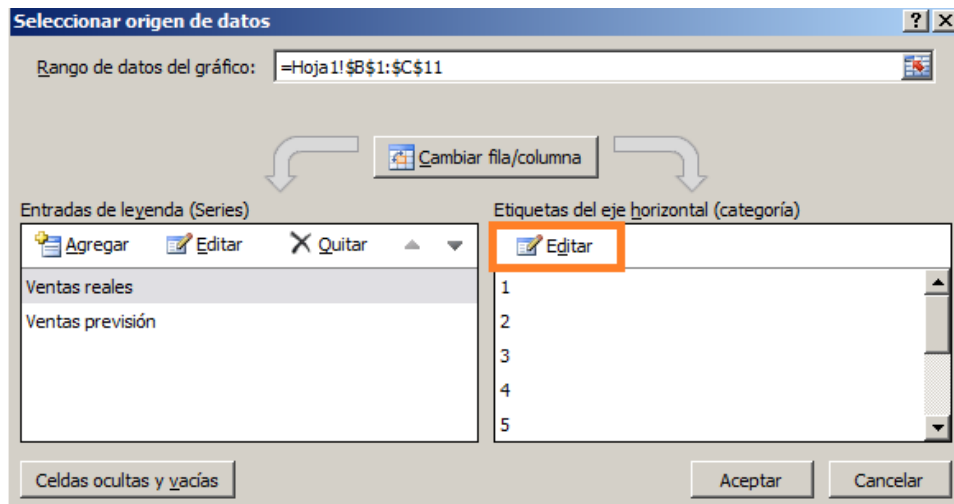 Seleccionar origen de datos
Rango de datos del gráfico: =Hoja1!$B$1:$C$11
Cambiar fila/columna
Entradas de leyenda (Series)
Agregar Editar Quitar
Ventas reales
Ventas previsión
Etiquetas del eje horizontal (categoría)
Editar
1
2
3
4
5
Celdas ocultas y vacías
Aceptar Cancelar